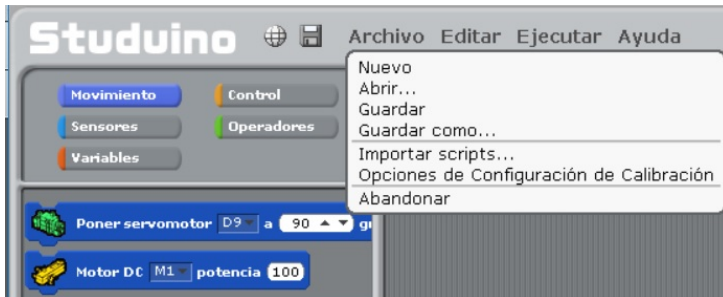 Studuino Archivo Editar Ejecutar Ayuda
Nuevo
Abrir...
Guardar
Guardar como...
Importar scripts...
Opciones de Configuración de Calibración
Abandonar
Movimiento Control
Sensores Operadores
Variables
Poner servomotor D9 a 90
Motor DC M1 potencia 100